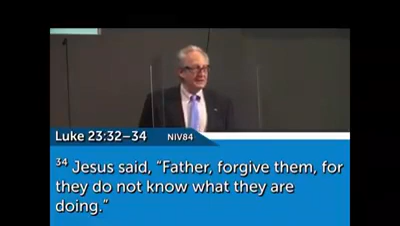 Luke 23:32–34 NIV84
³⁴ Jesus said, “Father, forgive them, for
they do not know what they are
doing.”